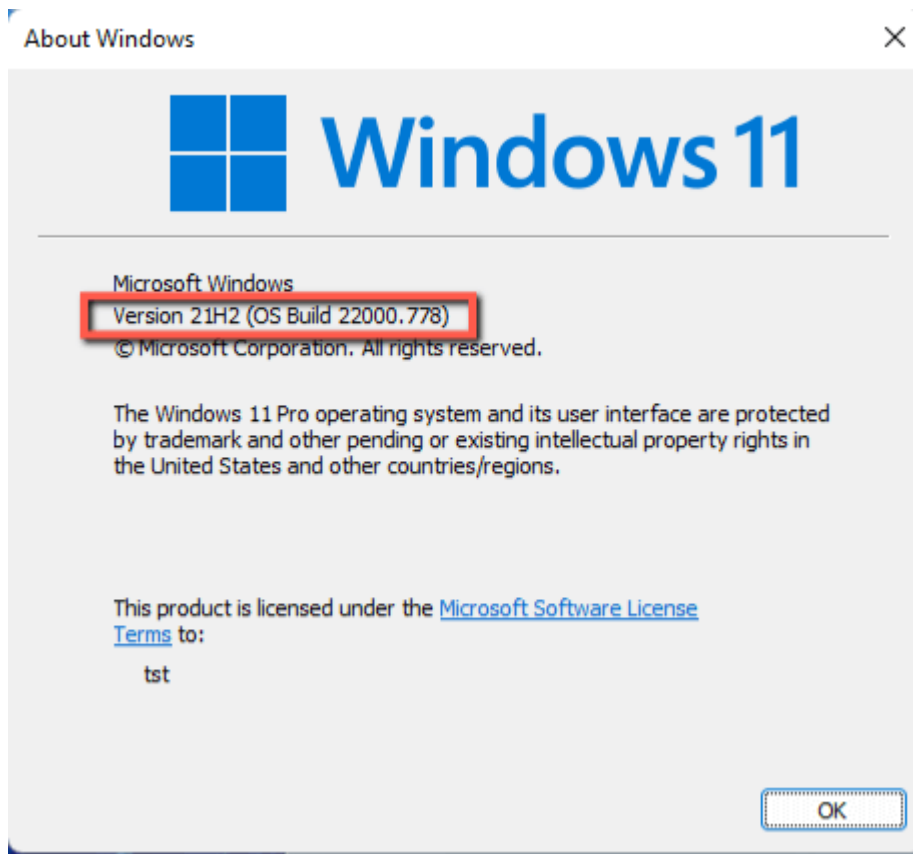 About Windows
Windows 11
Microsoft Windows
Version 21H2 (OS Build 22000.778)
© Microsoft Corporation. All rights reserved.
The Windows 11 Pro operating system and its user interface are protected
by trademark and other pending or existing intellectual property rights in
the United States and other countries/regions.
This product is licensed under the Microsoft Software License
Terms to:
tst
OK